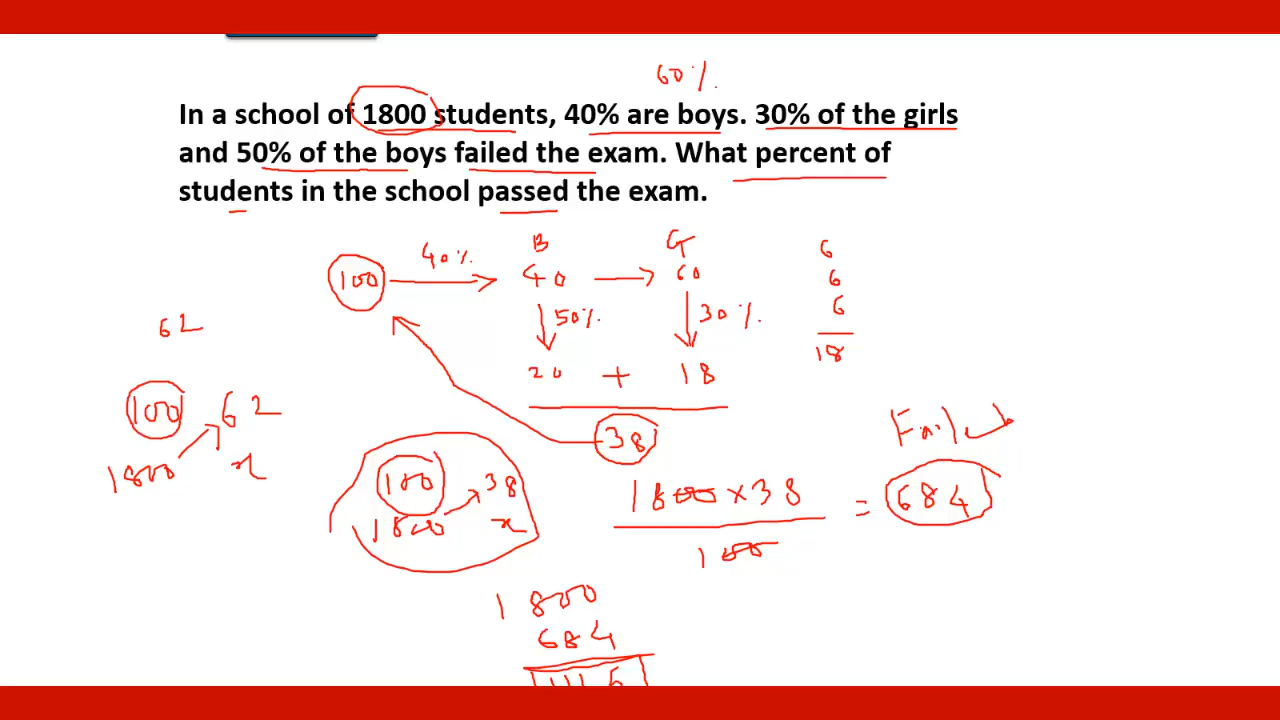 60%
In a school of 1800 students, 40% are boys. 30% of the girls
and 50% of the boys failed the exam. What percent of
students in the school passed the exam.
B G
100 40% 40 60
50% 30%
20 + 18
38
6
6
6
18
62
100 62
1800 x
100 38
1800 x
1800 x 38
100
= 684
Failed
1800
684
1116